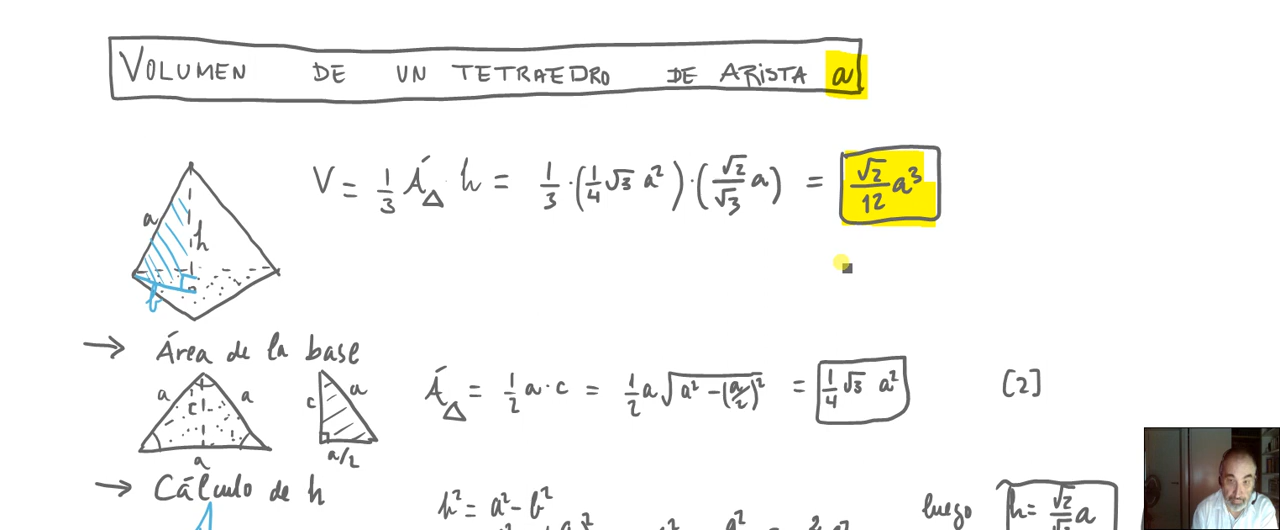 VOLUMEN DE UN TETRAEDRO DE ARISTA a
V = 1/3 Á△ · h = 1/3 · (1/4 √3 a²) · (√2/√3 a) = √2/12 a³
a
h
b
→ Área de la base
a c a
a
c a
a/2
Á△ = 1/2 a · c = 1/2 a √(a² − (a/2)²) = 1/4 √3 a² [2]
→ Cálculo de h
h² = a² − b²
luego h = √2/√3 a